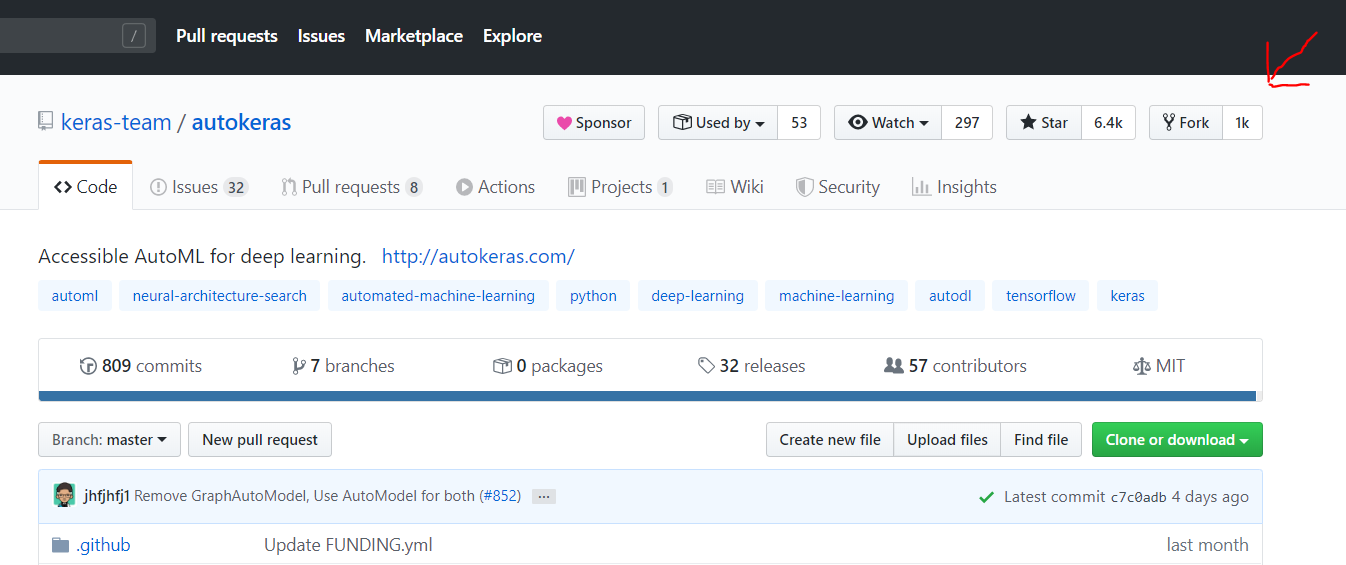 / Pull requests Issues Marketplace Explore
keras-team / autokeras Sponsor Used by 53 Watch 297 Star 6.4k Fork 1k
<> Code Issues 32 Pull requests 8 Actions Projects 1 Wiki Security Insights
Accessible AutoML for deep learning. http://autokeras.com/
automl neural-architecture-search automated-machine-learning python deep-learning machine-learning autodl tensorflow keras
809 commits 7 branches 0 packages 32 releases 57 contributors MIT
Branch: master New pull request Create new file Upload files Find file Clone or download
jhfjhfj1 Remove GraphAutoModel, Use AutoModel for both (#852) ... Latest commit c7c0adb 4 days ago
.github Update FUNDING.yml last month